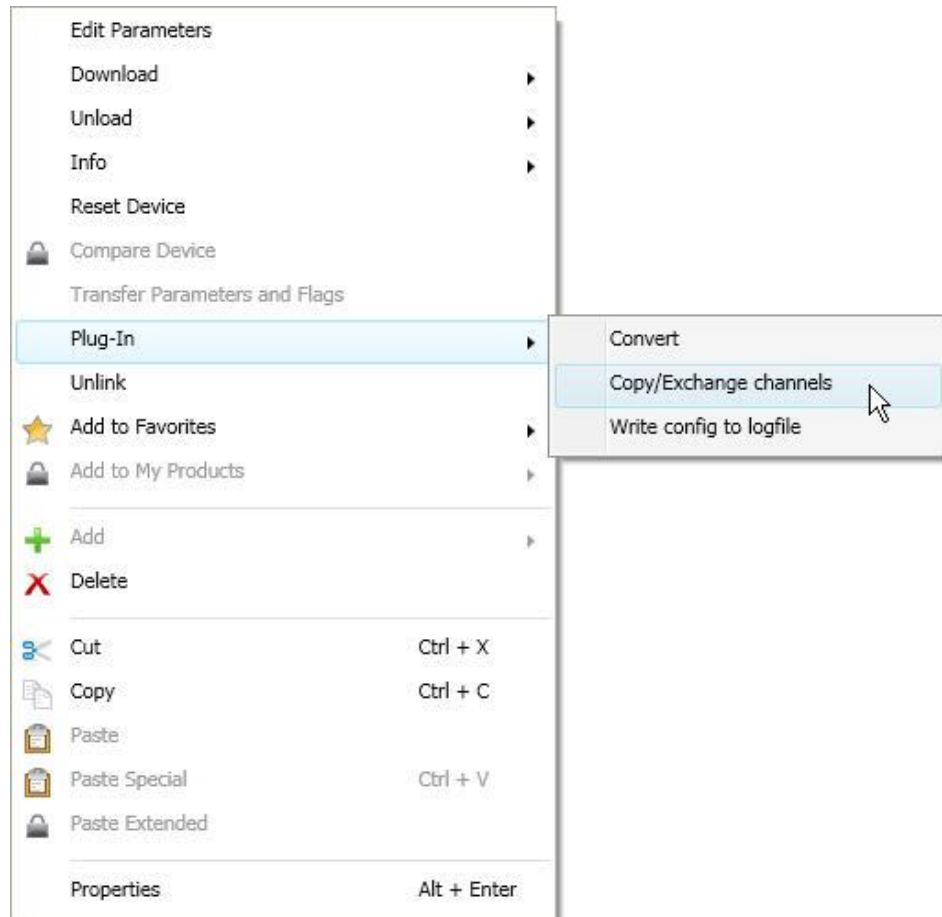 Edit Parameters
Download
Unload
Info
Reset Device
Compare Device
Transfer Parameters and Flags
Plug-In
Convert
Unlink
Copy/Exchange channels
Add to Favorites
Write config to logfile
Add to My Products
Add
Delete
Cut Ctrl + X
Copy Ctrl + C
Paste
Paste Special Ctrl + V
Paste Extended
Properties Alt + Enter